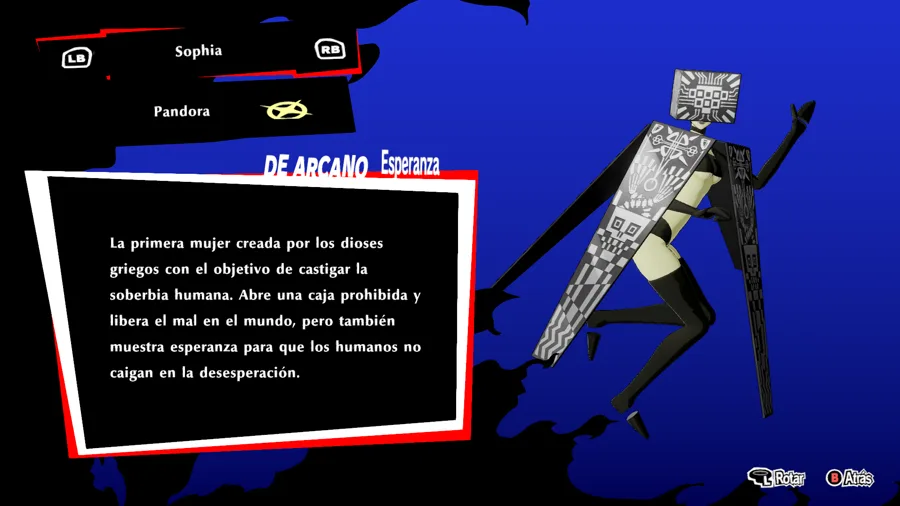 LB Sophia RB
Pandora
DE ARCANO Esperanza
La primera mujer creada por los dioses
griegos con el objetivo de castigar la
soberbia humana. Abre una caja prohibida y
libera el mal en el mundo, pero también
muestra esperanza para que los humanos no
caigan en la desesperación.
L Rotar B Atrás